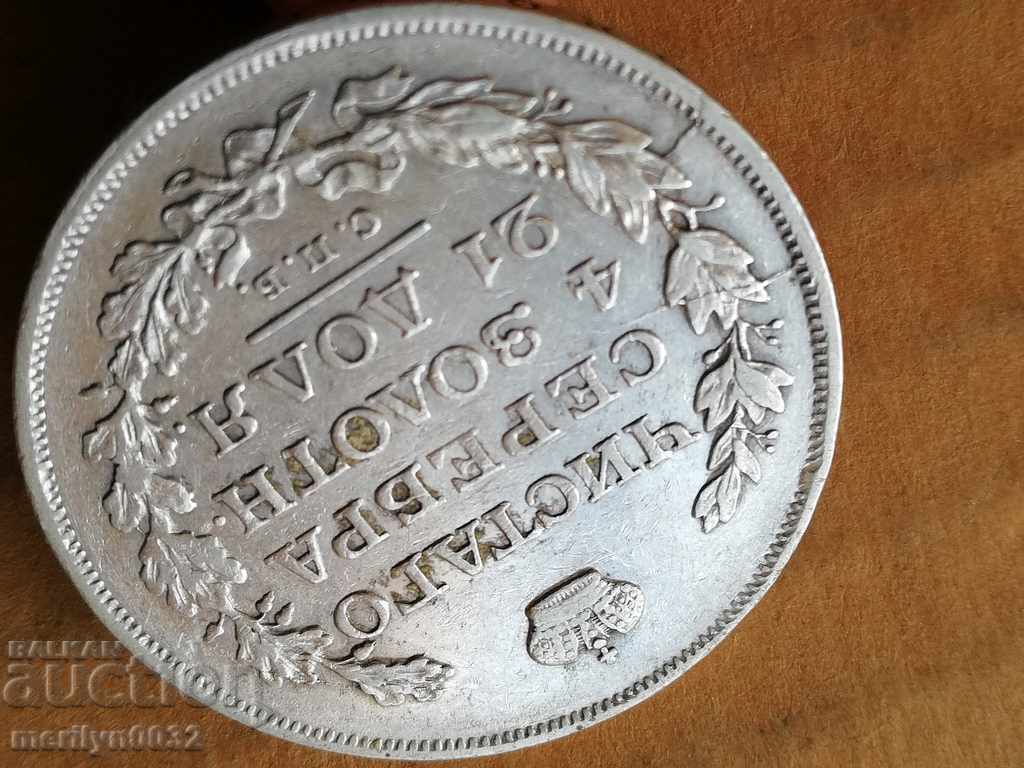 ЧИСТАГО
СЕРЕБРА
4 ЗОЛОТН.
21 ДОЛЯ.
С. П. Б.
BALKAN
auction
merilyn0032